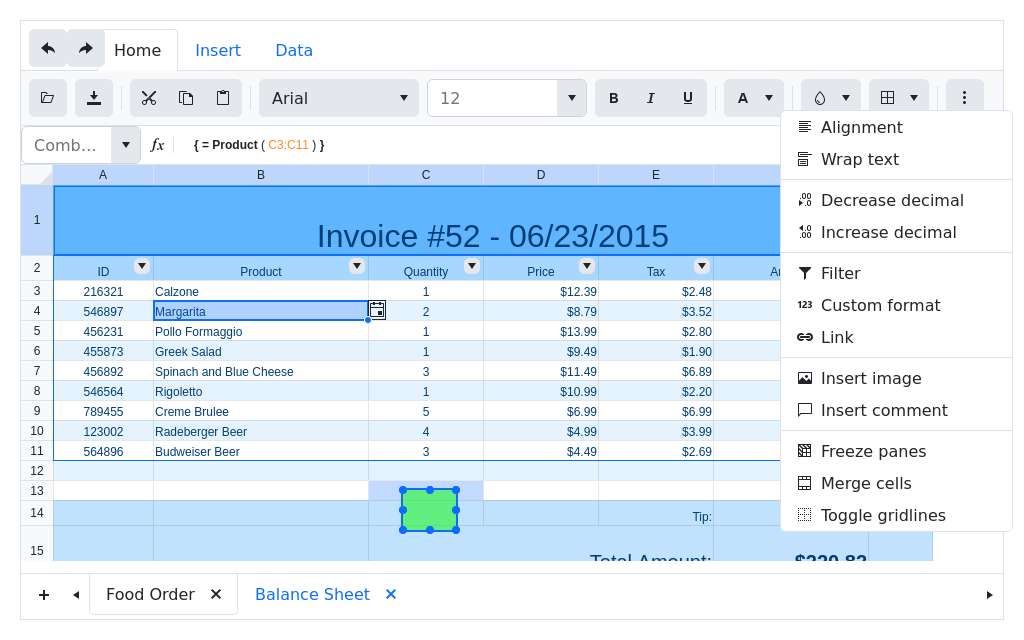 Home Insert Data
Arial 12 B I U A
Comb... fx { = Product ( C3:C11 ) }
A B C D E
1 Invoice #52 - 06/23/2015
2 ID Product Quantity Price Tax
3 216321 Calzone 1 $12.39 $2.48
4 546897 Margarita 2 $8.79 $3.52
5 456231 Pollo Formaggio 1 $13.99 $2.80
6 455873 Greek Salad 1 $9.49 $1.90
7 456892 Spinach and Blue Cheese 3 $11.49 $6.89
8 546564 Rigoletto 1 $10.99 $2.20
9 789455 Creme Brulee 5 $6.99 $6.99
10 123002 Radeberger Beer 4 $4.99 $3.99
11 564896 Budweiser Beer 3 $4.49 $2.69
12
13
14 Tip:
15 Total Amount: $220.82
Alignment
Wrap text
.00 Decrease decimal
.00 Increase decimal
Filter
123 Custom format
Link
Insert image
Insert comment
Freeze panes
Merge cells
Toggle gridlines
Food Order Balance Sheet